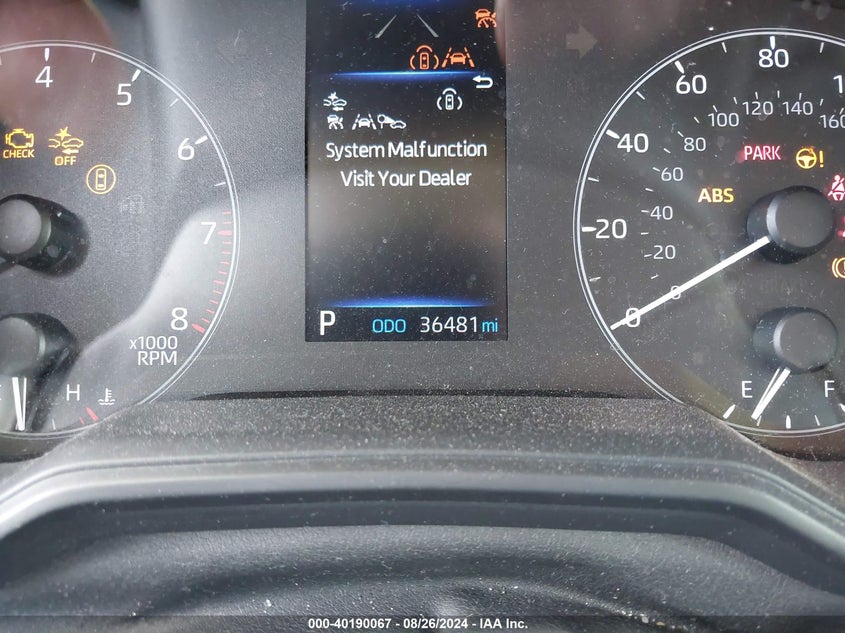 4
5
6
7
8
x1000
RPM
H
CHECK
OFF
System Malfunction
Visit Your Dealer
P ODO 36481 mi
0
20
40
60
80
0
20
40
60
80
100
120
140
160
PARK
ABS
E
F
000-40190067 - 08/26/2024 - IAA Inc.